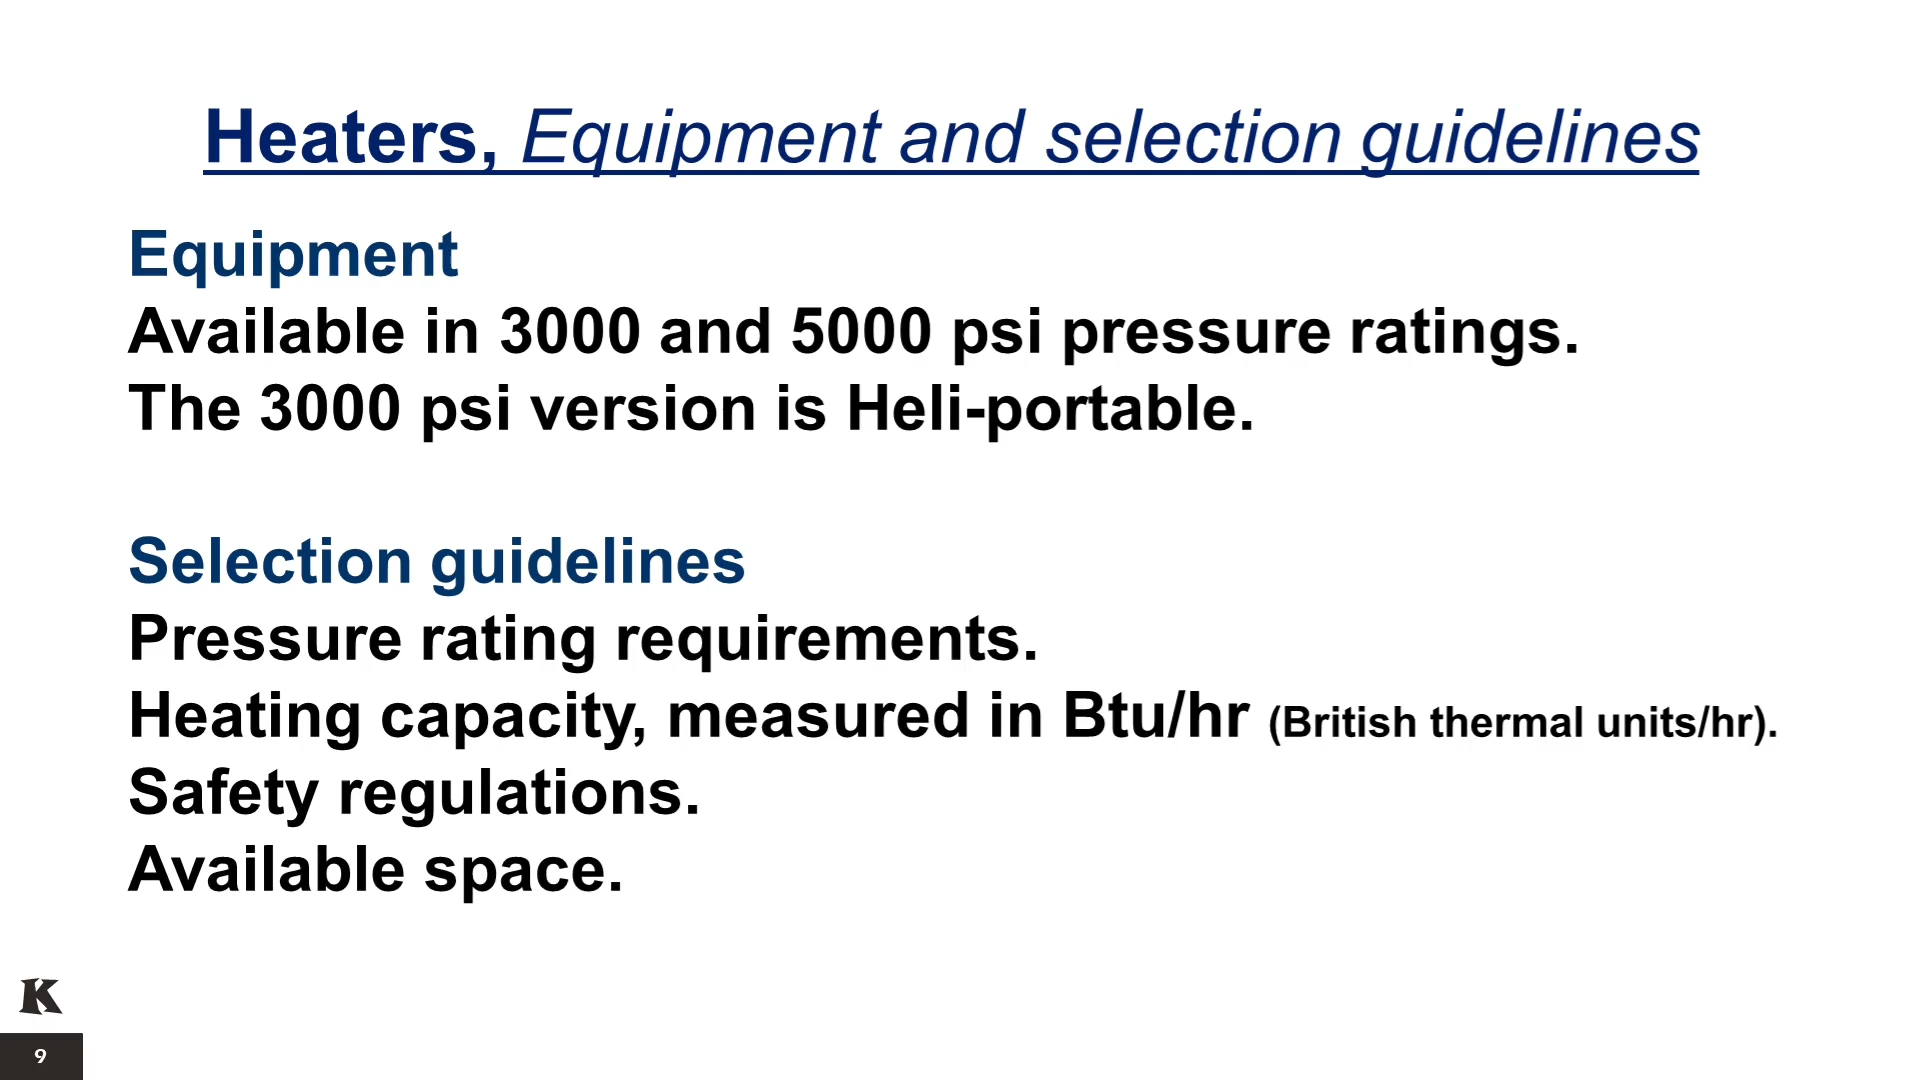 Heaters, Equipment and selection guidelines
Equipment
Available in 3000 and 5000 psi pressure ratings.
The 3000 psi version is Heli-portable.
Selection guidelines
Pressure rating requirements.
Heating capacity, measured in Btu/hr (British thermal units/hr).
Safety regulations.
Available space.
K
9